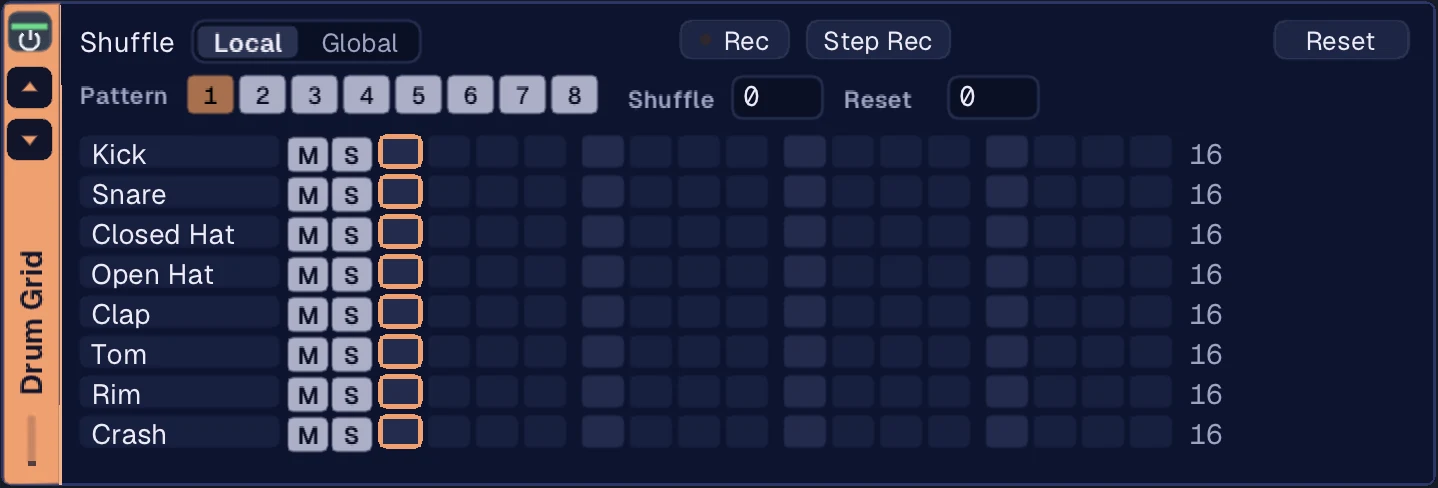 Shuffle Local Global Rec Step Rec Reset
Pattern 1 2 3 4 5 6 7 8 Shuffle 0 Reset 0
Kick M S 16
Snare M S 16
Closed Hat M S 16
Open Hat M S 16
Clap M S 16
Tom M S 16
Rim M S 16
Crash M S 16
Drum Grid